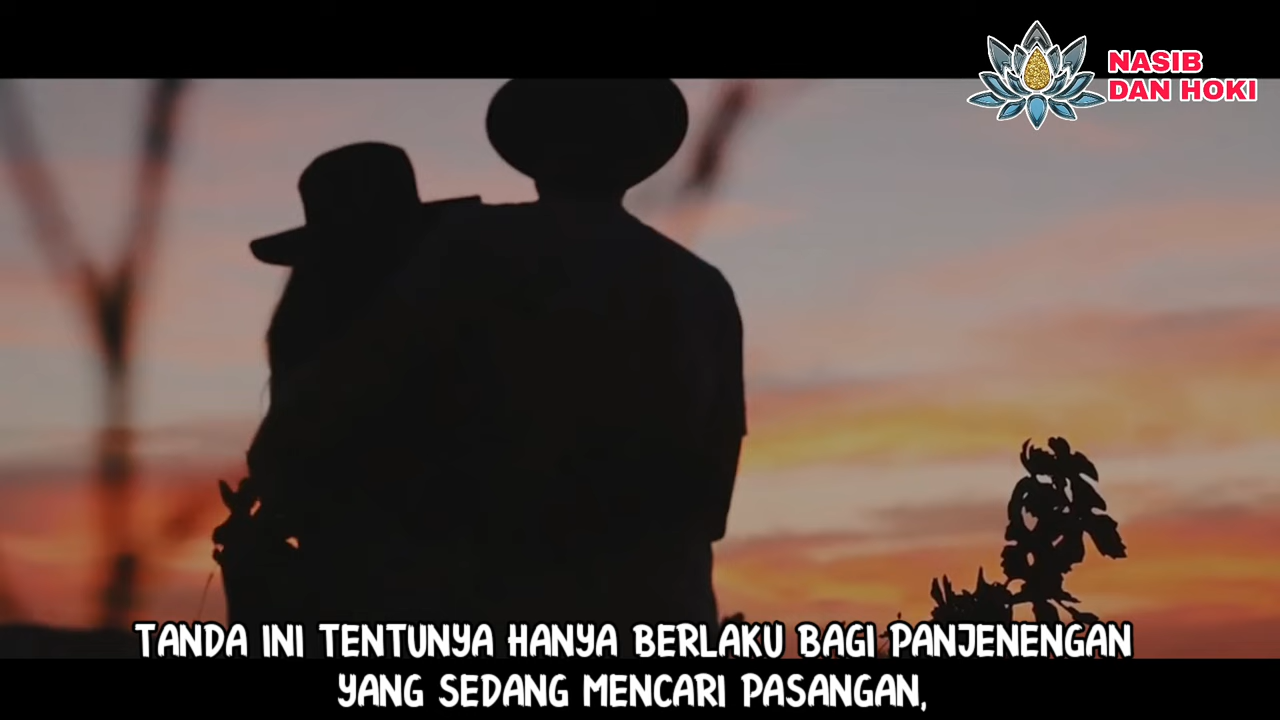 NASIB
DAN HOKI
TANDA INI TENTUNYA HANYA BERLAKU BAGI PANJENENGAN
YANG SEDANG MENCARI PASANGAN,